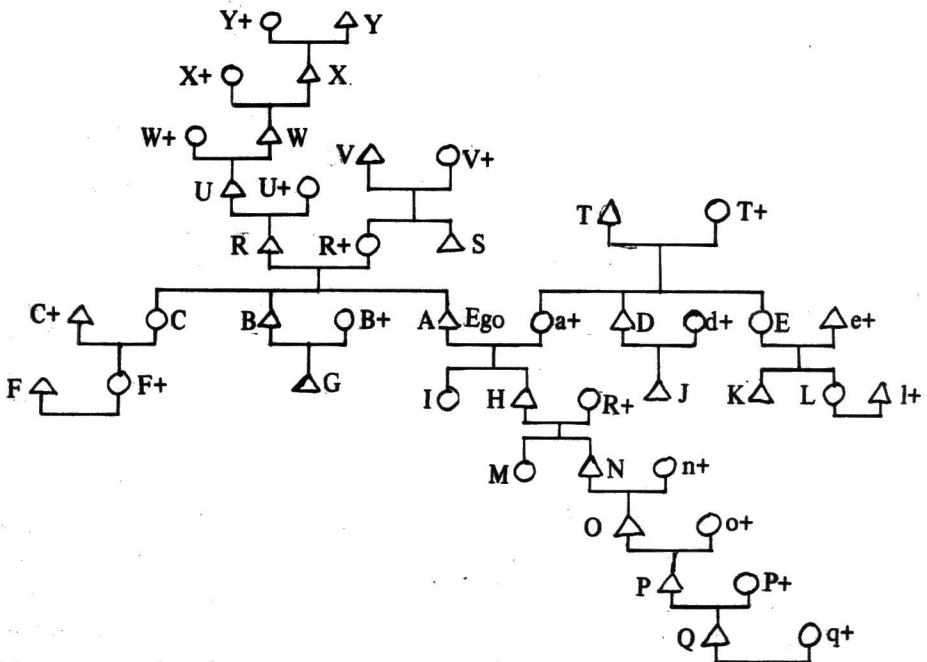 Y+ Y
X+ X
W+ W
V V+
U U+
T T+
R R+ S
C+ C B B+ A Ego a+ D d+ E e+
F F+ G I H R+ J K L l+
M N n+
O o+
P P+
Q q+